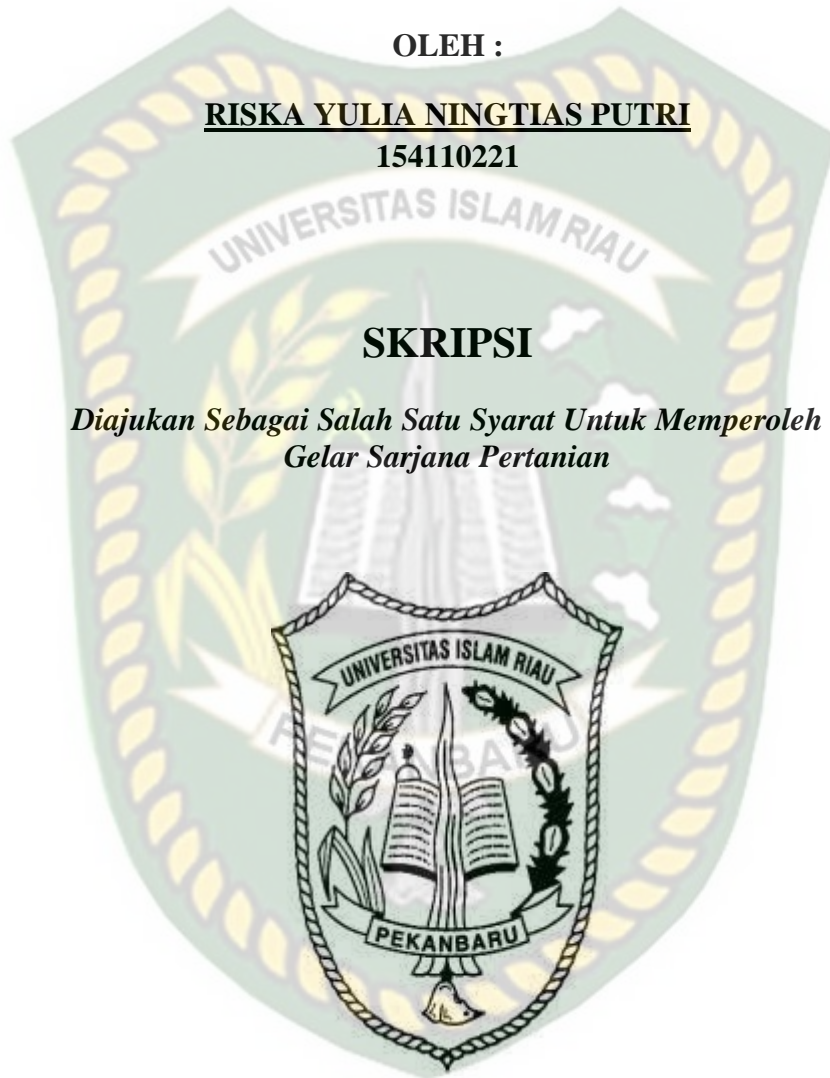 OLEH :
RISKA YULIA NINGTIAS PUTRI
154110221
UNIVERSITAS ISLAM RIAU
SKRIPSI
Diajukan Sebagai Salah Satu Syarat Untuk Memperoleh
Gelar Sarjana Pertanian
UNIVERSITAS ISLAM RIAU
PEKANBARU
PEKANBARU